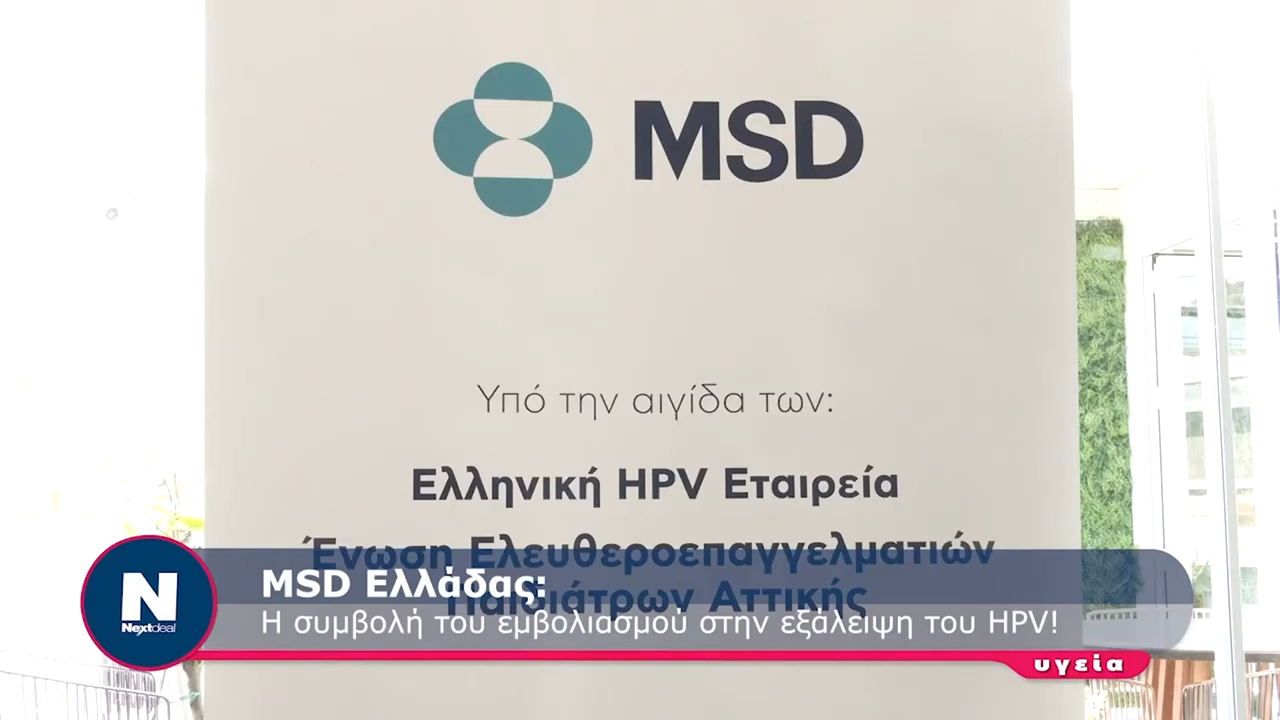 MSD
Υπό την αιγίδα των:
Ελληνική HPV Εταιρεία
Ένωση Ελευθεροεπαγγελματιών
Παιδιάτρων Αττικής
N
Nextdeal
MSD Ελλάδας:
Η συμβολή του εμβολιασμού στην εξάλειψη του HPV!
υγεία